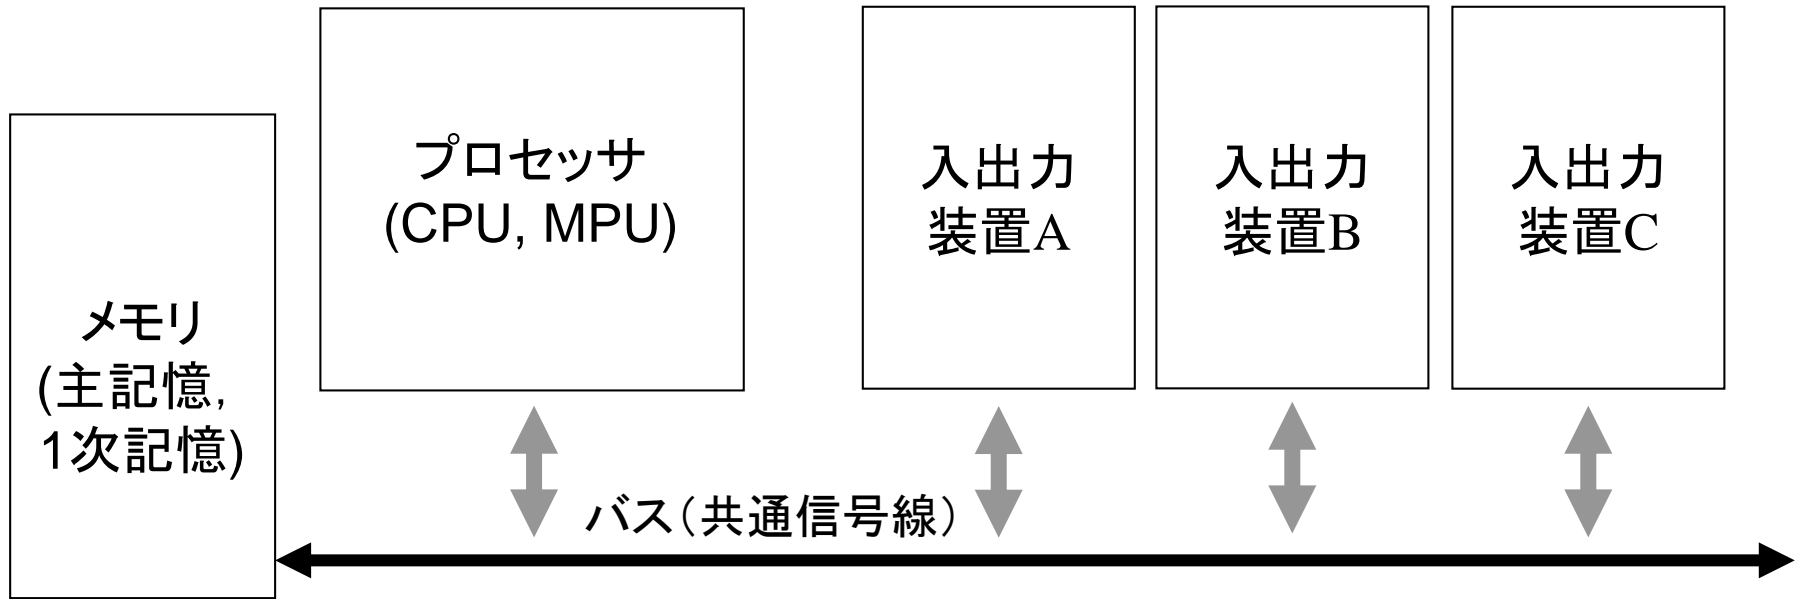 プロセッサ
(CPU, MPU)
入出力
装置A
入出力
装置B
入出力
装置C
メモリ
(主記憶,
1次記憶)
バス(共通信号線)